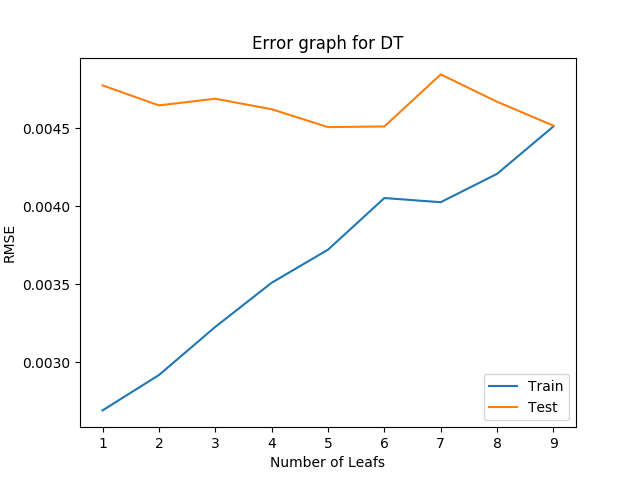 Error graph for DT
RMSE
0.0045
0.0040
0.0035
0.0030
1 2 3 4 5 6 7 8 9
Number of Leafs
Train
Test